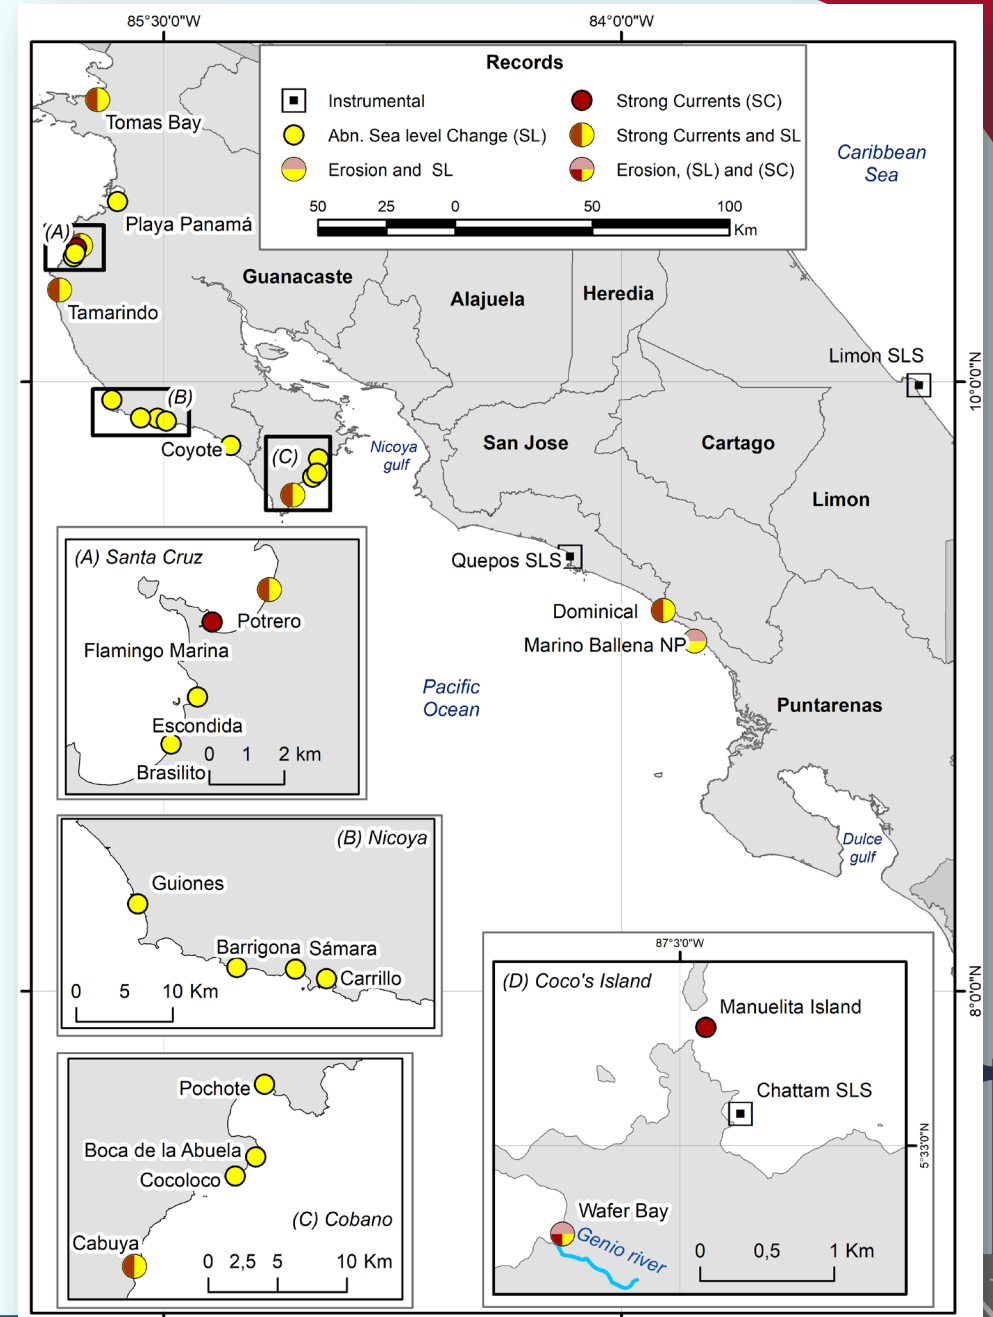 85°30'0"W
84°0'0"W
Records
Instrumental
Abn. Sea level Change (SL)
Erosion and SL
Strong Currents (SC)
Strong Currents and SL
Erosion, (SL) and (SC)
50 25 0 50 100
Km
Caribbean
Sea
Tomas Bay
Playa Panamá
(A)
Tamarindo
Guanacaste
Alajuela
Heredia
Limon SLS
10°0'0"N
(B)
Coyote
(C)
Nicoya
gulf
San Jose
Cartago
Limon
Quepos SLS
Dominical
Marino Ballena NP
Pacific
Ocean
Puntarenas
Dulce
gulf
8°0'0"N
(A) Santa Cruz
Potrero
Flamingo Marina
Escondida
0 1 2 km
Brasilito
(B) Nicoya
Guiones
Barrigona
Sámara
Carrillo
0 5 10 Km
Pochote
Boca de la Abuela
Cocoloco
(C) Cobano
Cabuya
0 2,5 5 10 Km
87°3'0"W
(D) Coco's Island
Manuelita Island
Chattam SLS
5°33'0"N
Wafer Bay
Genio river
0 0,5 1 Km